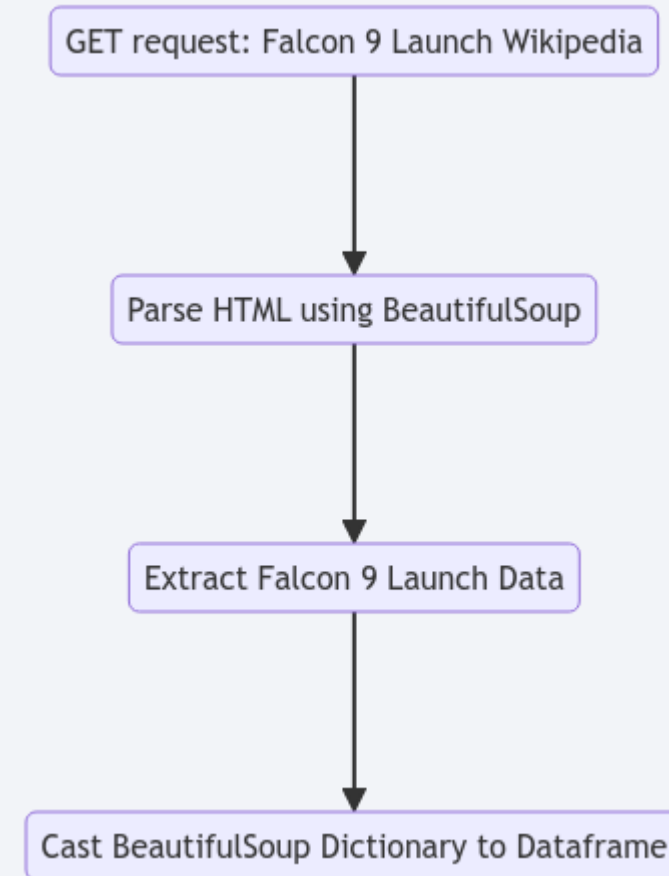 GET request: Falcon 9 Launch Wikipedia
Parse HTML using BeautifulSoup
Extract Falcon 9 Launch Data
Cast BeautifulSoup Dictionary to Dataframe